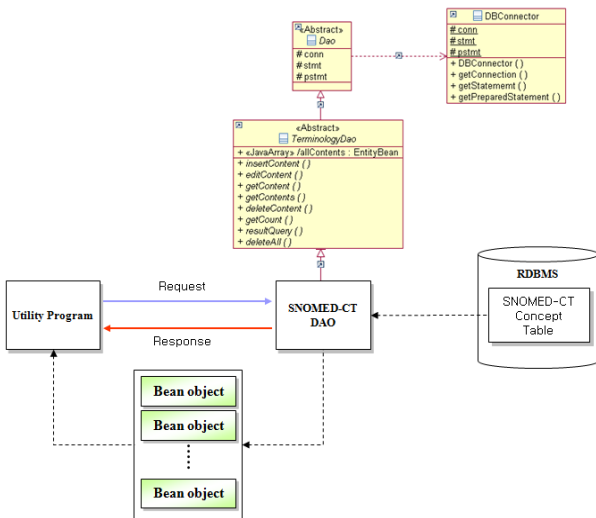 «Abstract»
Dao
# conn
# stmt
# pstmt
DBConnector
# conn
# stmt
# pstmt
+ DBConnector ( )
+ getConnection ( )
+ getStatememt ( )
+ getPreparedStatement ( )
«Abstract»
TerminologyDao
+ «JavaArray» /allContents : EntityBean
+ insertContent ( )
+ editContent ( )
+ getContent ( )
+ getContents ( )
+ deleteContent ( )
+ getCount ( )
+ resultQuery ( )
+ deleteAll ( )
Utility Program
Request
Response
SNOMED-CT
DAO
RDBMS
SNOMED-CT
Concept
Table
Bean object
Bean object
Bean object